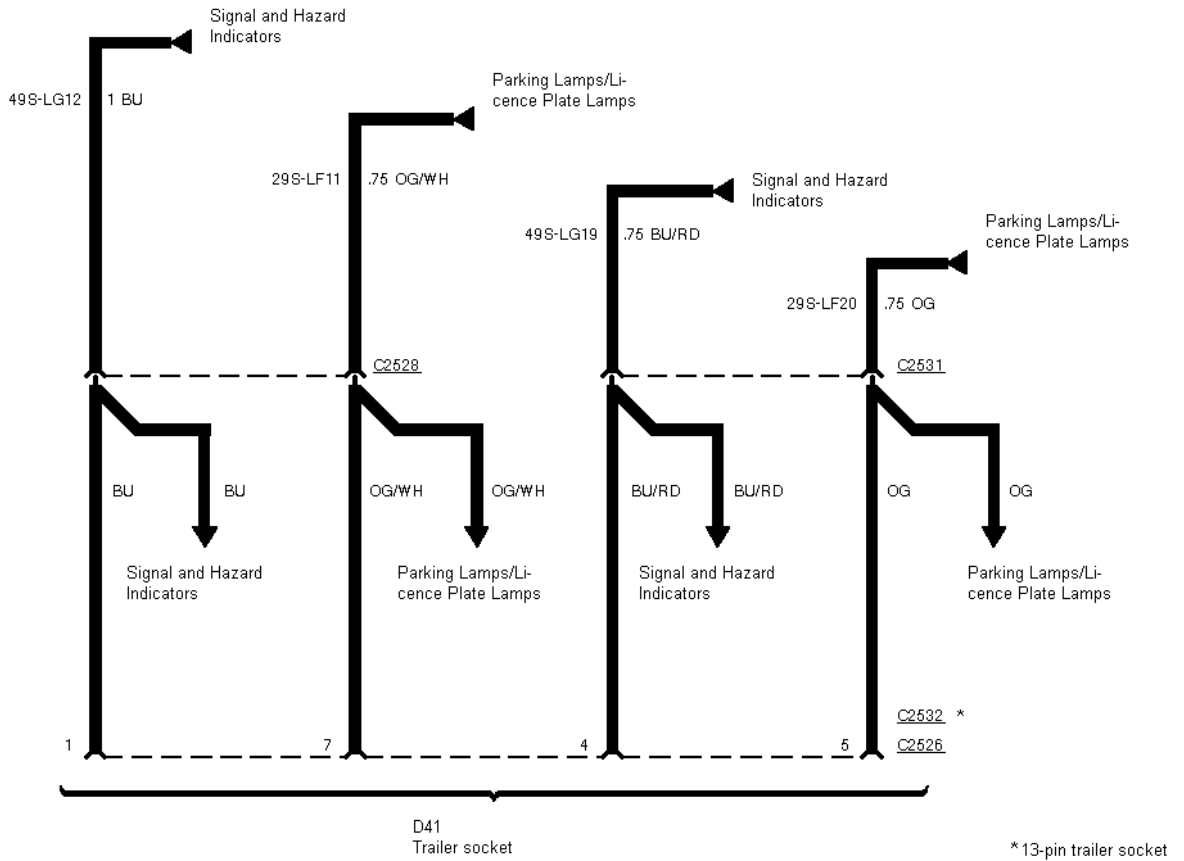 Signal and Hazard
Indicators
49S-LG12
1 BU
Parking Lamps/Li-
cence Plate Lamps
29S-LF11
.75 OG/WH
Signal and Hazard
Indicators
49S-LG19
.75 BU/RD
Parking Lamps/Li-
cence Plate Lamps
29S-LF20
.75 OG
C2528
C2531
BU
BU
OG/WH
OG/WH
BU/RD
BU/RD
OG
OG
Signal and Hazard
Indicators
Parking Lamps/Li-
cence Plate Lamps
Signal and Hazard
Indicators
Parking Lamps/Li-
cence Plate Lamps
C2532 *
1
7
4
5
C2526
D41
Trailer socket
* 13-pin trailer socket